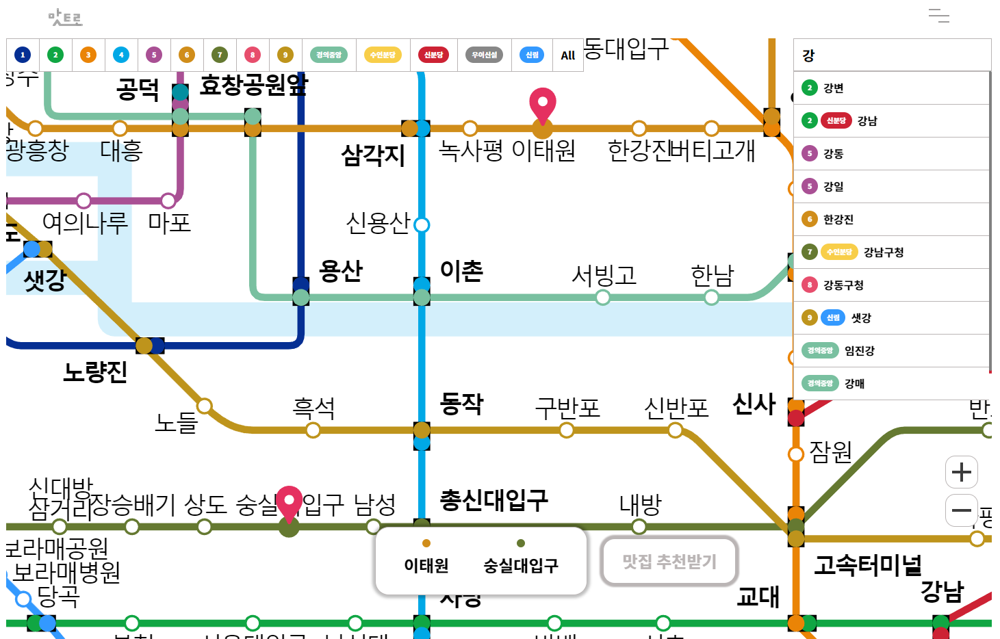 맛트로
1 2 3 4 5 6 7 8 9 경의중앙 수인분당 신분당 우이신설 신림 All
동대입구
강
공덕
효창공원앞
2 강변
2 신분당 강남
5 강동
5 강일
6 한강진
7 수인분당 강남구청
8 강동구청
9 신림 샛강
경의중앙 임진강
경의중앙 강매
광흥창
대흥
삼각지
녹사평
이태원
한강진
버티고개
여의나루
마포
신용산
샛강
용산
이촌
서빙고
한남
노량진
노들
흑석
동작
구반포
신반포
신사
잠원
신대방
삼거리
장승배기
상도
남성
총신대입구
내방
보라매공원
보라매병원
당곡
이태원
숭실대입구
맛집 추천받기
고속터미널
교대
강남